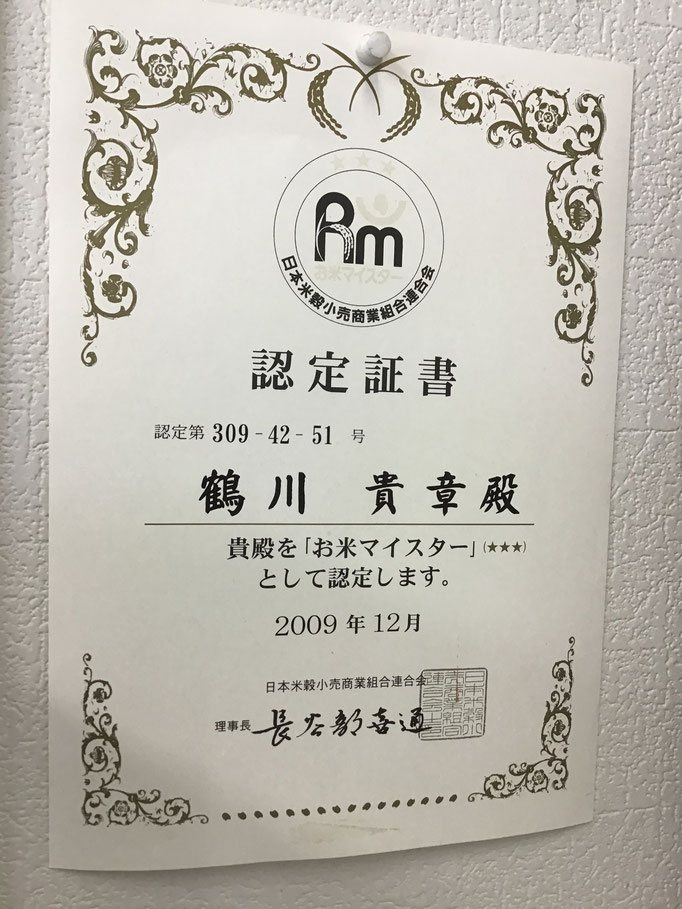 ★★★
Rm
お米マイスター
日本米穀小売商業組合連合会
認定証書
認定第 309-42-51 号
鶴川 貴章殿
貴殿を「お米マイスター」(★★★)
として認定します。
2009年12月
日本米穀小売商業組合連合会
理事長 長谷部喜通